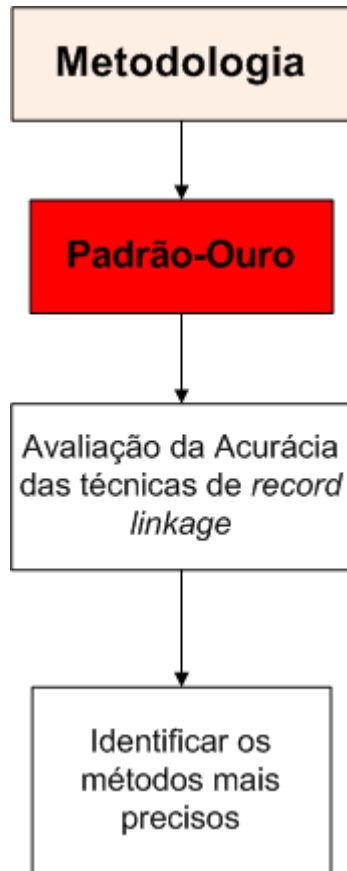 Metodologia
Padrão-Ouro
Avaliação da Acurácia
das técnicas de record
linkage
Identificar os
métodos mais
precisos